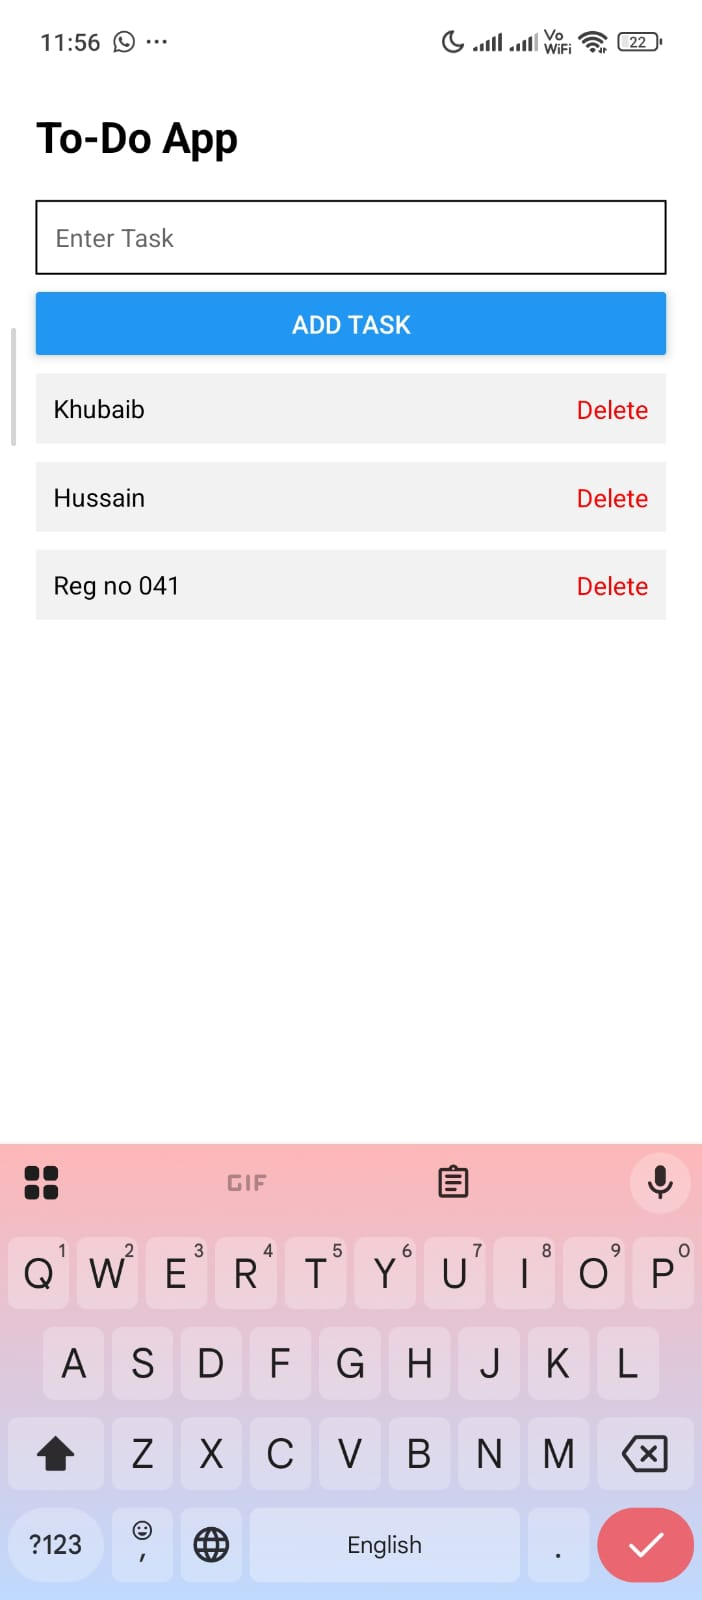 11:56 ... Vo WiFi 22
To-Do App
Enter Task
ADD TASK
Khubaib Delete
Hussain Delete
Reg no 041 Delete
GIF
Q 1 W 2 E 3 R 4 T 5 Y 6 U 7 I 8 O 9 P 0
A S D F G H J K L
Z X C V B N M
?123 , English .